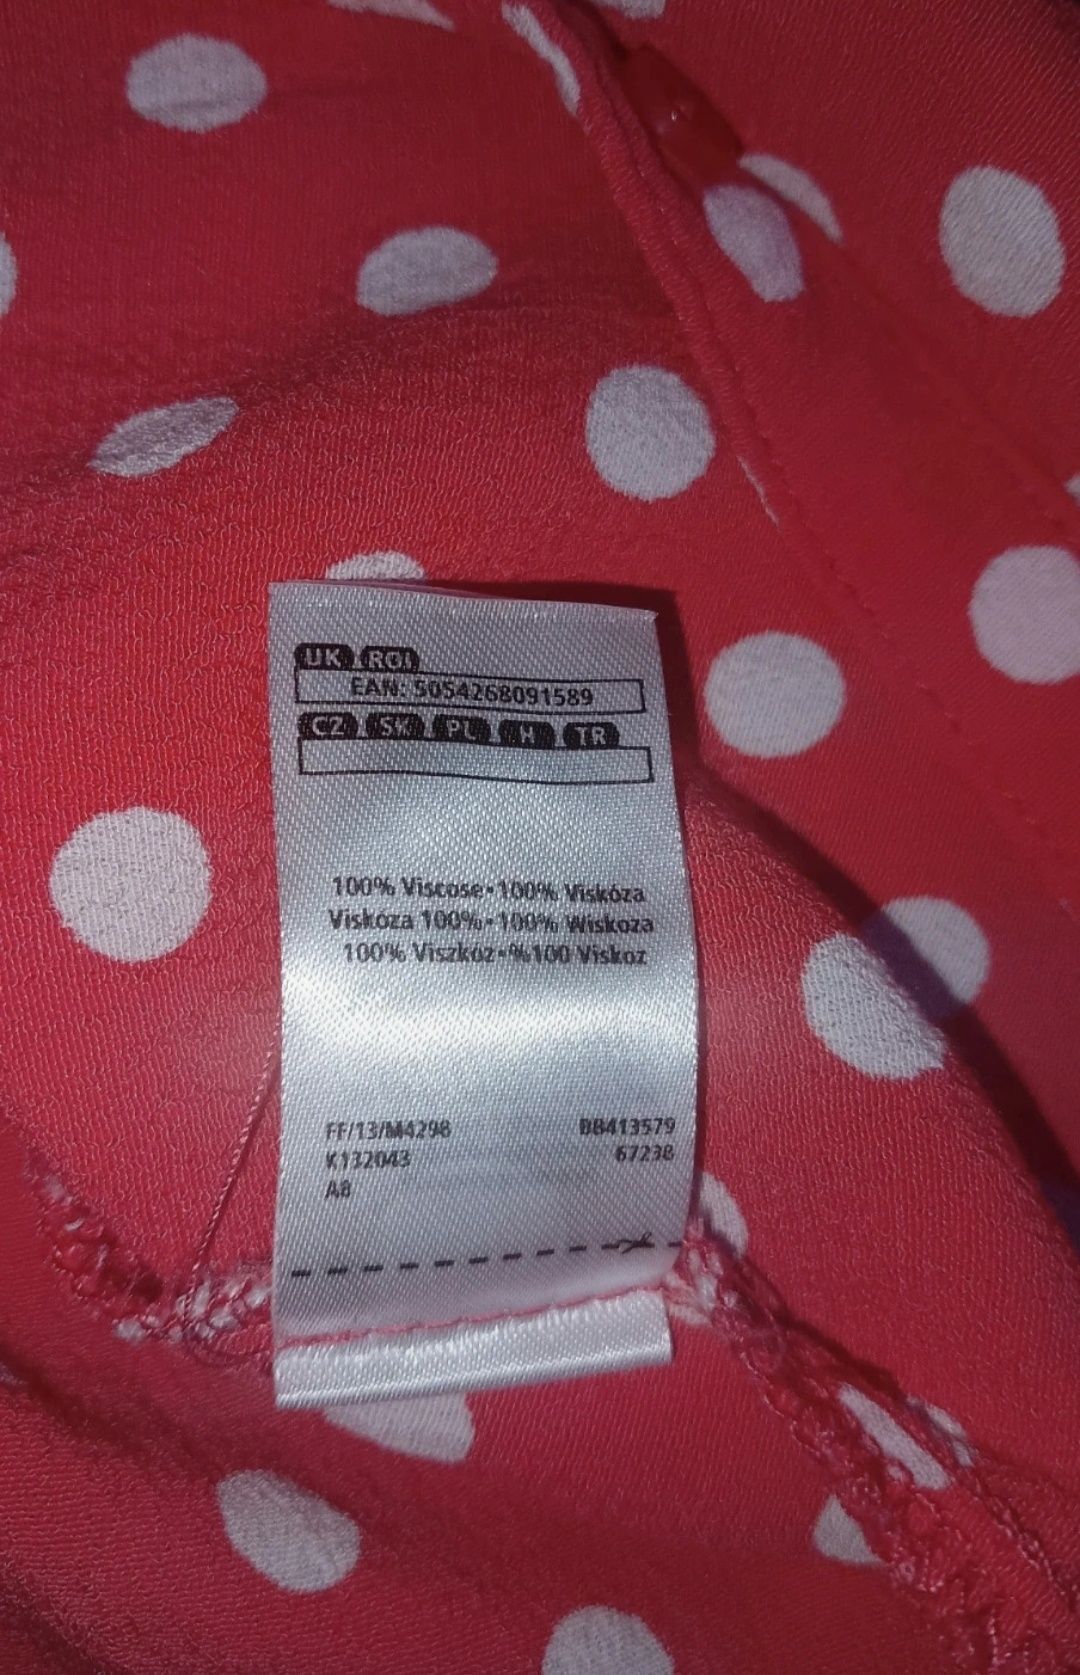 UK ROI
EAN: 5054268091589
CZ SK PL H TR
100% Viscose • 100% Viskóza
Viskoza 100% • 100% Wiskoza
100% Viszkóz • %100 Viskoz
FF/13/M4298 BB413579
K132043 67238
A8